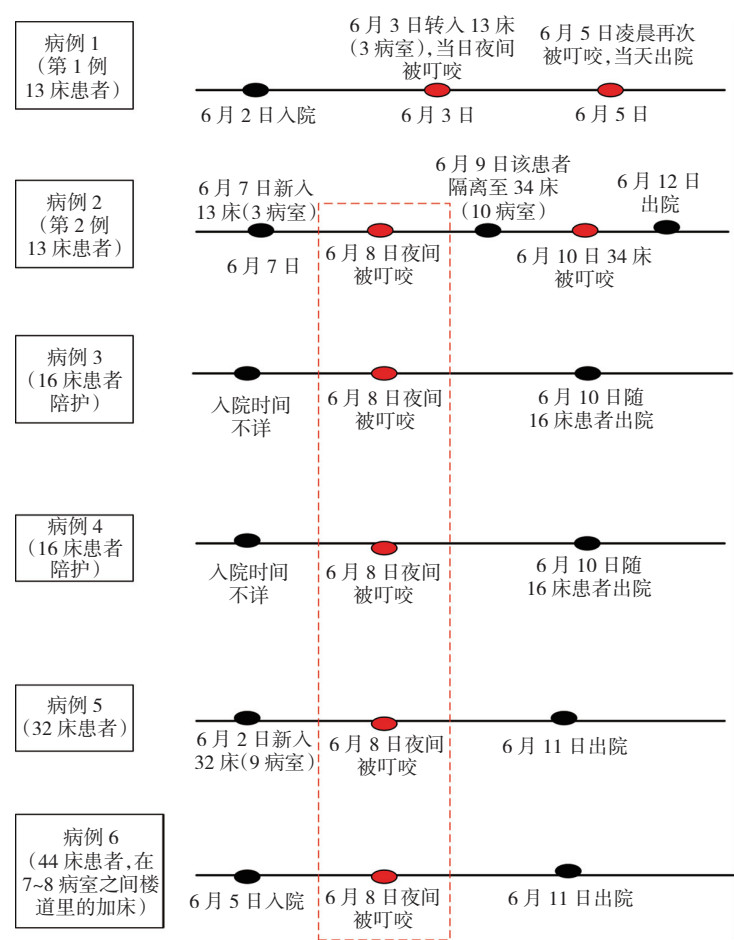 病例 1
（第 1 例
13 床患者）
6 月 3 日转入 13 床
（3 病室），当日夜间
被叮咬
6 月 5 日凌晨再次
被叮咬，当天出院
6 月 2 日入院
6 月 3 日
6 月 5 日
病例 2
（第 2 例
13 床患者）
6 月 7 日新入
13 床（3 病室）
6 月 9 日该患者
隔离至 34 床
（10 病室）
6 月 12 日
出院
6 月 7 日
6 月 8 日夜间
被叮咬
6 月 10 日 34 床
被叮咬
病例 3
（16 床患者
陪护）
入院时间
不详
6 月 8 日夜间
被叮咬
6 月 10 日随
16 床患者出院
病例 4
（16 床患者
陪护）
入院时间
不详
6 月 8 日夜间
被叮咬
6 月 10 日随
16 床患者出院
病例 5
（32 床患者）
6 月 2 日新入
32 床（9 病室）
6 月 8 日夜间
被叮咬
6 月 11 日出院
病例 6
（44 床患者，在
7~8 病室之间楼
道里的加床）
6 月 5 日入院
6 月 8 日夜间
被叮咬
6 月 11 日出院